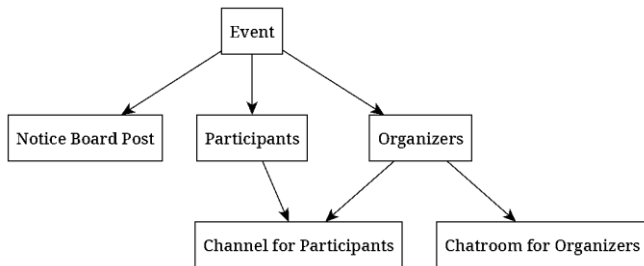 Event
Notice Board Post
Participants
Organizers
Channel for Participants
Chatroom for Organizers